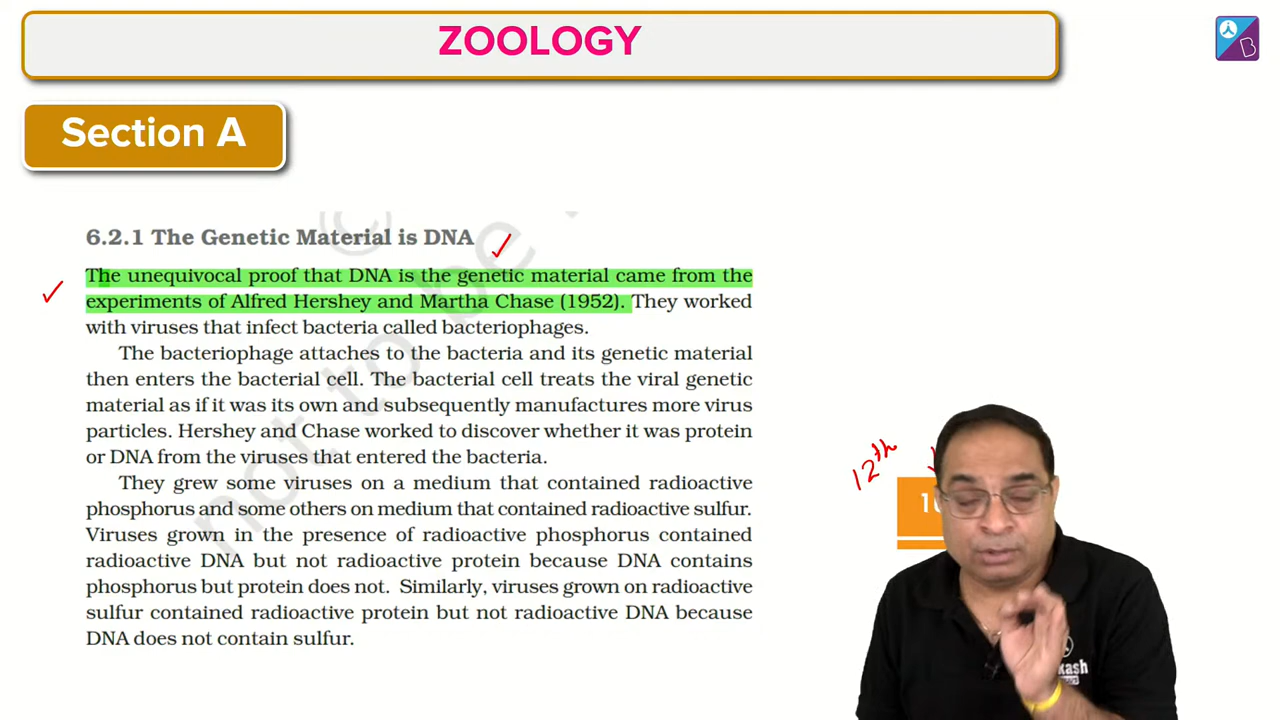 ZOOLOGY
Section A
6.2.1 The Genetic Material is DNA
The unequivocal proof that DNA is the genetic material came from the
experiments of Alfred Hershey and Martha Chase (1952). They worked
with viruses that infect bacteria called bacteriophages.
The bacteriophage attaches to the bacteria and its genetic material
then enters the bacterial cell. The bacterial cell treats the viral genetic
material as if it was its own and subsequently manufactures more virus
particles. Hershey and Chase worked to discover whether it was protein
or DNA from the viruses that entered the bacteria.
They grew some viruses on a medium that contained radioactive
phosphorus and some others on medium that contained radioactive sulfur.
Viruses grown in the presence of radioactive phosphorus contained
radioactive DNA but not radioactive protein because DNA contains
phosphorus but protein does not. Similarly, viruses grown on radioactive
sulfur contained radioactive protein but not radioactive DNA because
DNA does not contain sulfur.
© not to be
12th
B
kash